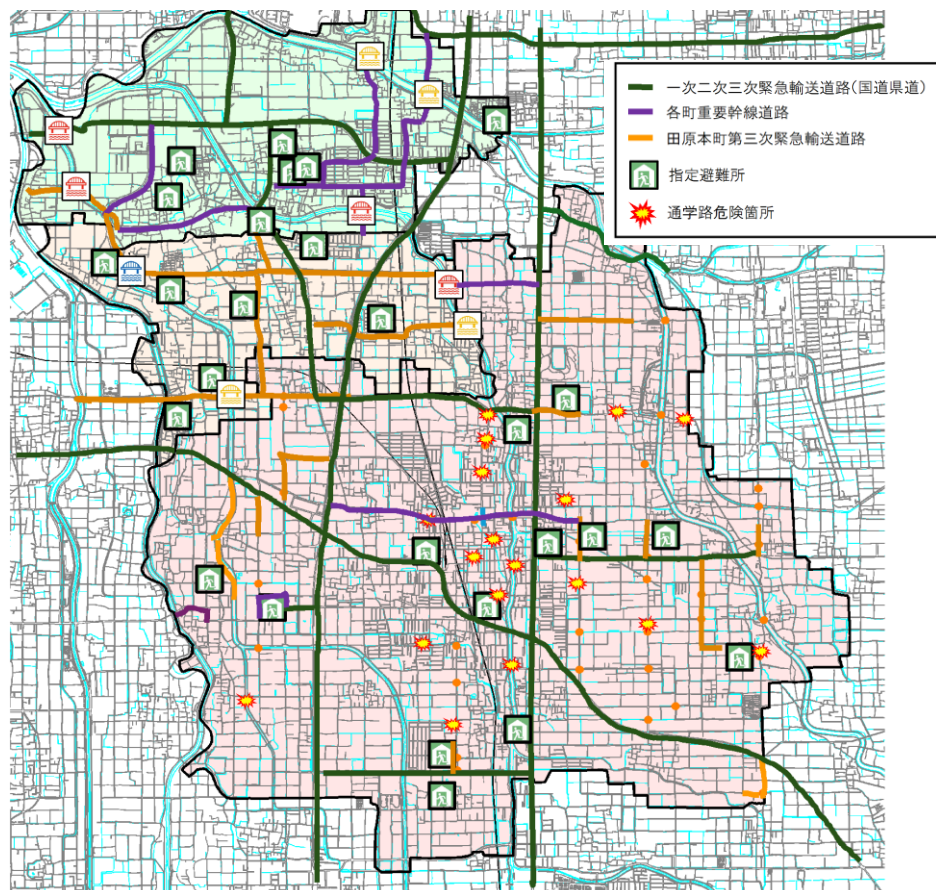 一次二次三次緊急輸送道路(国道県道)
各町重要幹線道路
田原本町第三次緊急輸送道路
指定避難所
通学路危険箇所